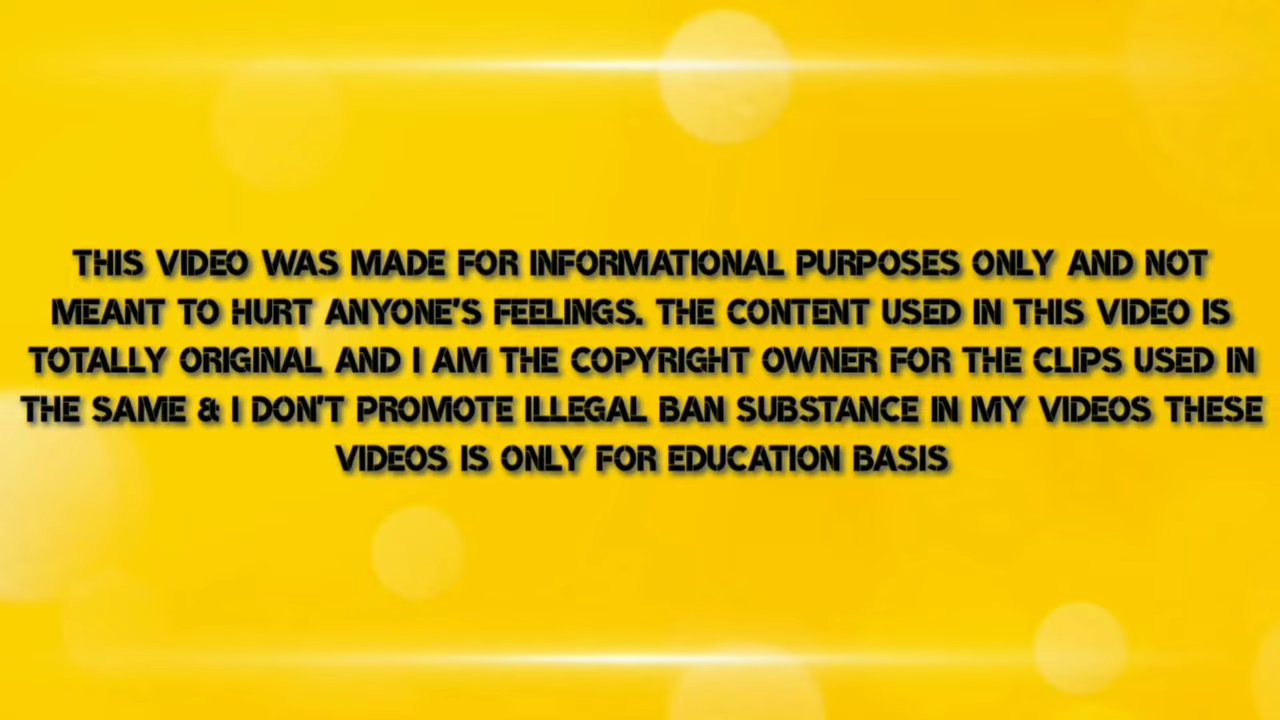 THIS VIDEO WAS MADE FOR INFORMATIONAL PURPOSES ONLY AND NOT
MEANT TO HURT ANYONE'S FEELINGS. THE CONTENT USED IN THIS VIDEO IS
TOTALLY ORIGINAL AND I AM THE COPYRIGHT OWNER FOR THE CLIPS USED IN
THE SAME & I DON'T PROMOTE ILLEGAL BAN SUBSTANCE IN MY VIDEOS THESE
VIDEOS IS ONLY FOR EDUCATION BASIS